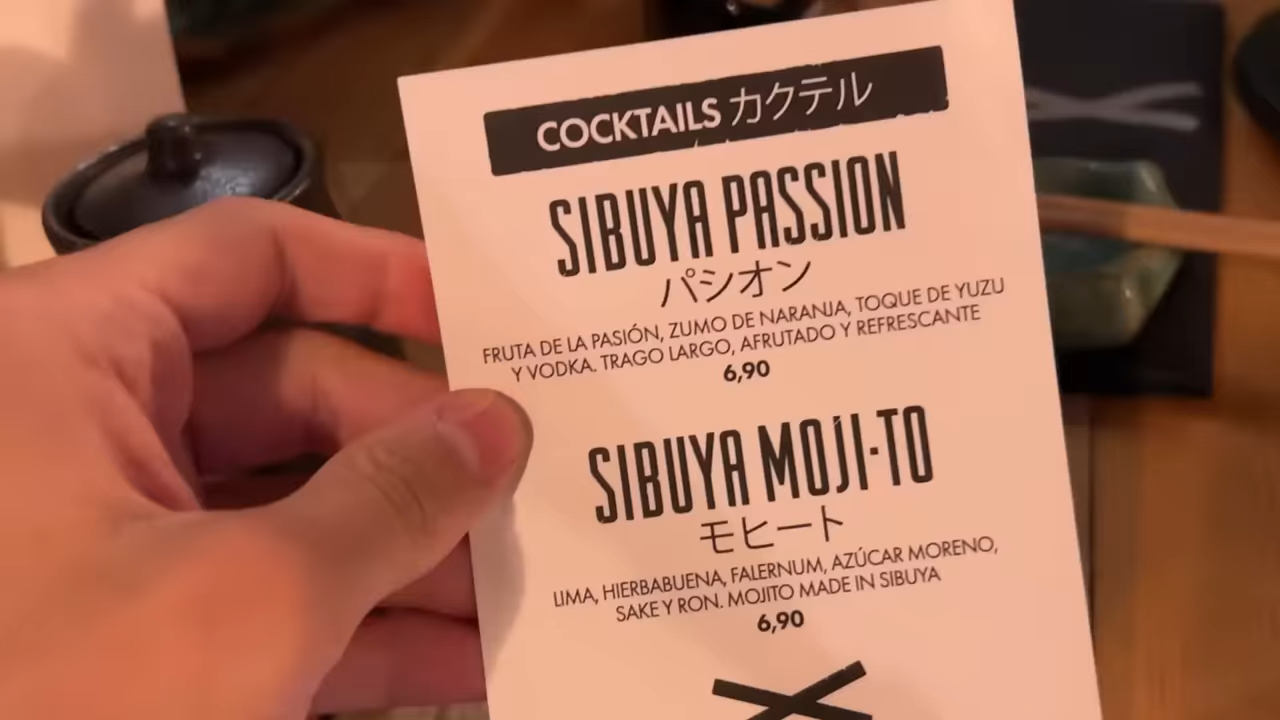 COCKTAILS カクテル
SIBUYA PASSION
パシオン
FRUTA DE LA PASIÓN, ZUMO DE NARANJA, TOQUE DE YUZU
Y VODKA. TRAGO LARGO, AFRUTADO Y REFRESCANTE
6,90
SIBUYA MOJI-TO
モヒート
LIMA, HIERBABUENA, FALERNUM, AZÚCAR MORENO,
SAKE Y RON. MOJITO MADE IN SIBUYA
6,90